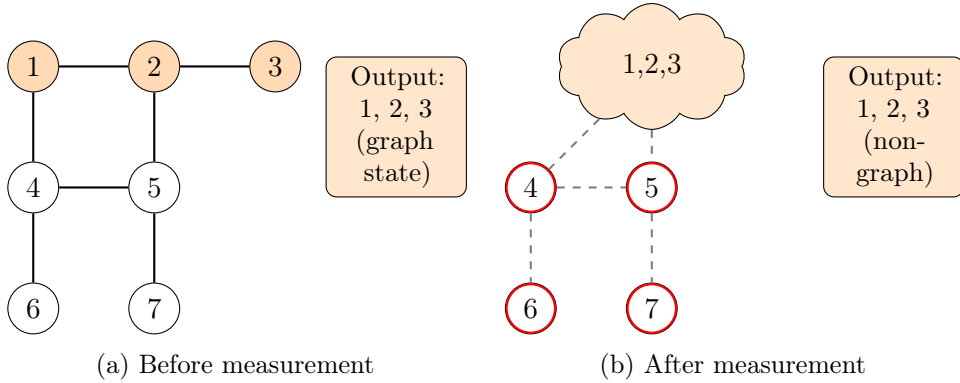 1
2
3
4
5
6
7
Output:
1, 2, 3
(graph
state)
(a) Before measurement
1,2,3
4
5
6
7
Output:
1, 2, 3
(non-
graph)
(b) After measurement